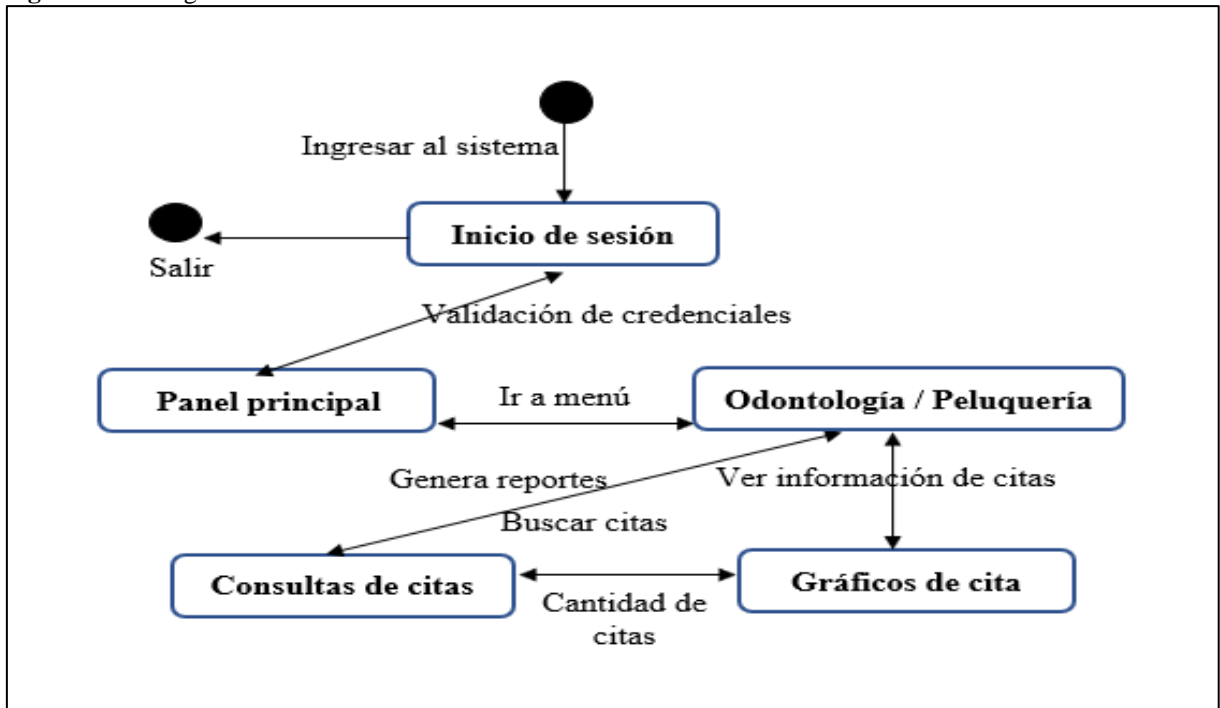 Ingresar al sistema
Inicio de sesión
Salir
Validación de credenciales
Panel principal
Ir a menú
Odontología / Peluquería
Genera reportes
Ver información de citas
Buscar citas
Consultas de citas
Gráficos de cita
Cantidad de
citas